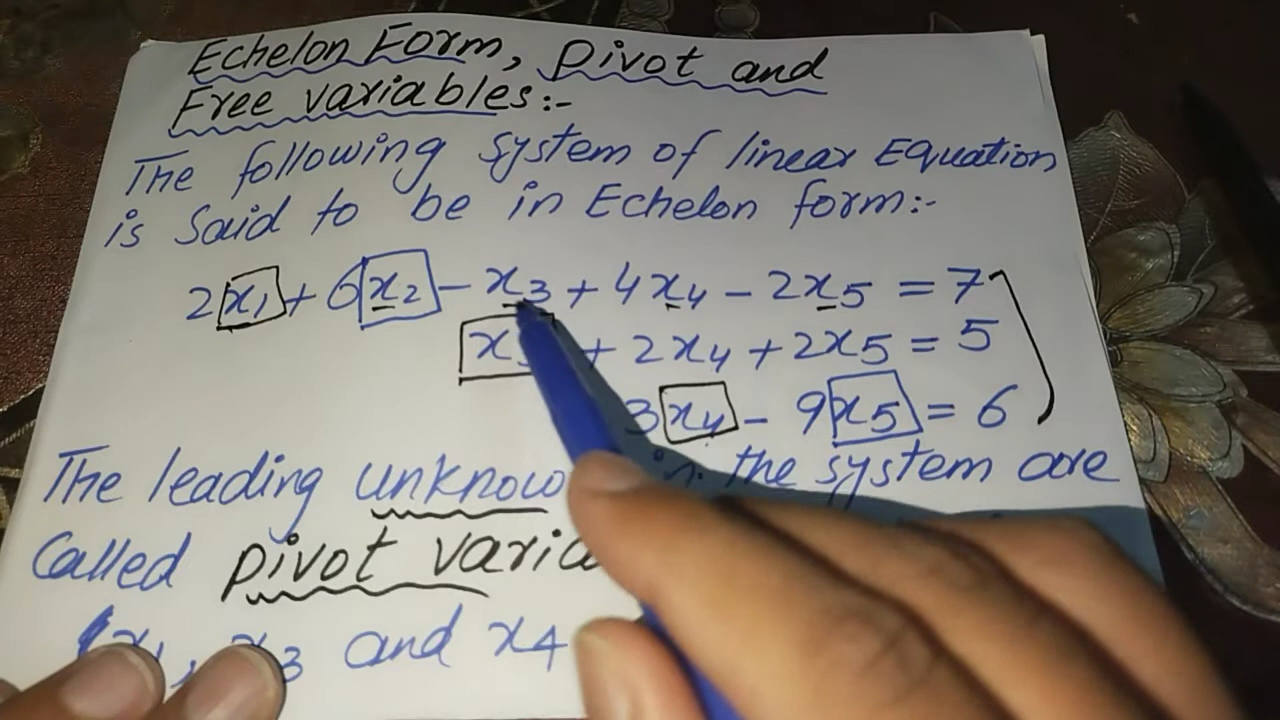 Echelon Form, Pivot and
Free variables:-
The following system of linear Equation
is Said to be in Echelon form:-
2x1 + 6x2 - x3 + 4x4 - 2x5 = 7
x3 + 2x4 + 2x5 = 5
3x4 - 9x5 = 6
The leading the system are
Called pivot
and x4